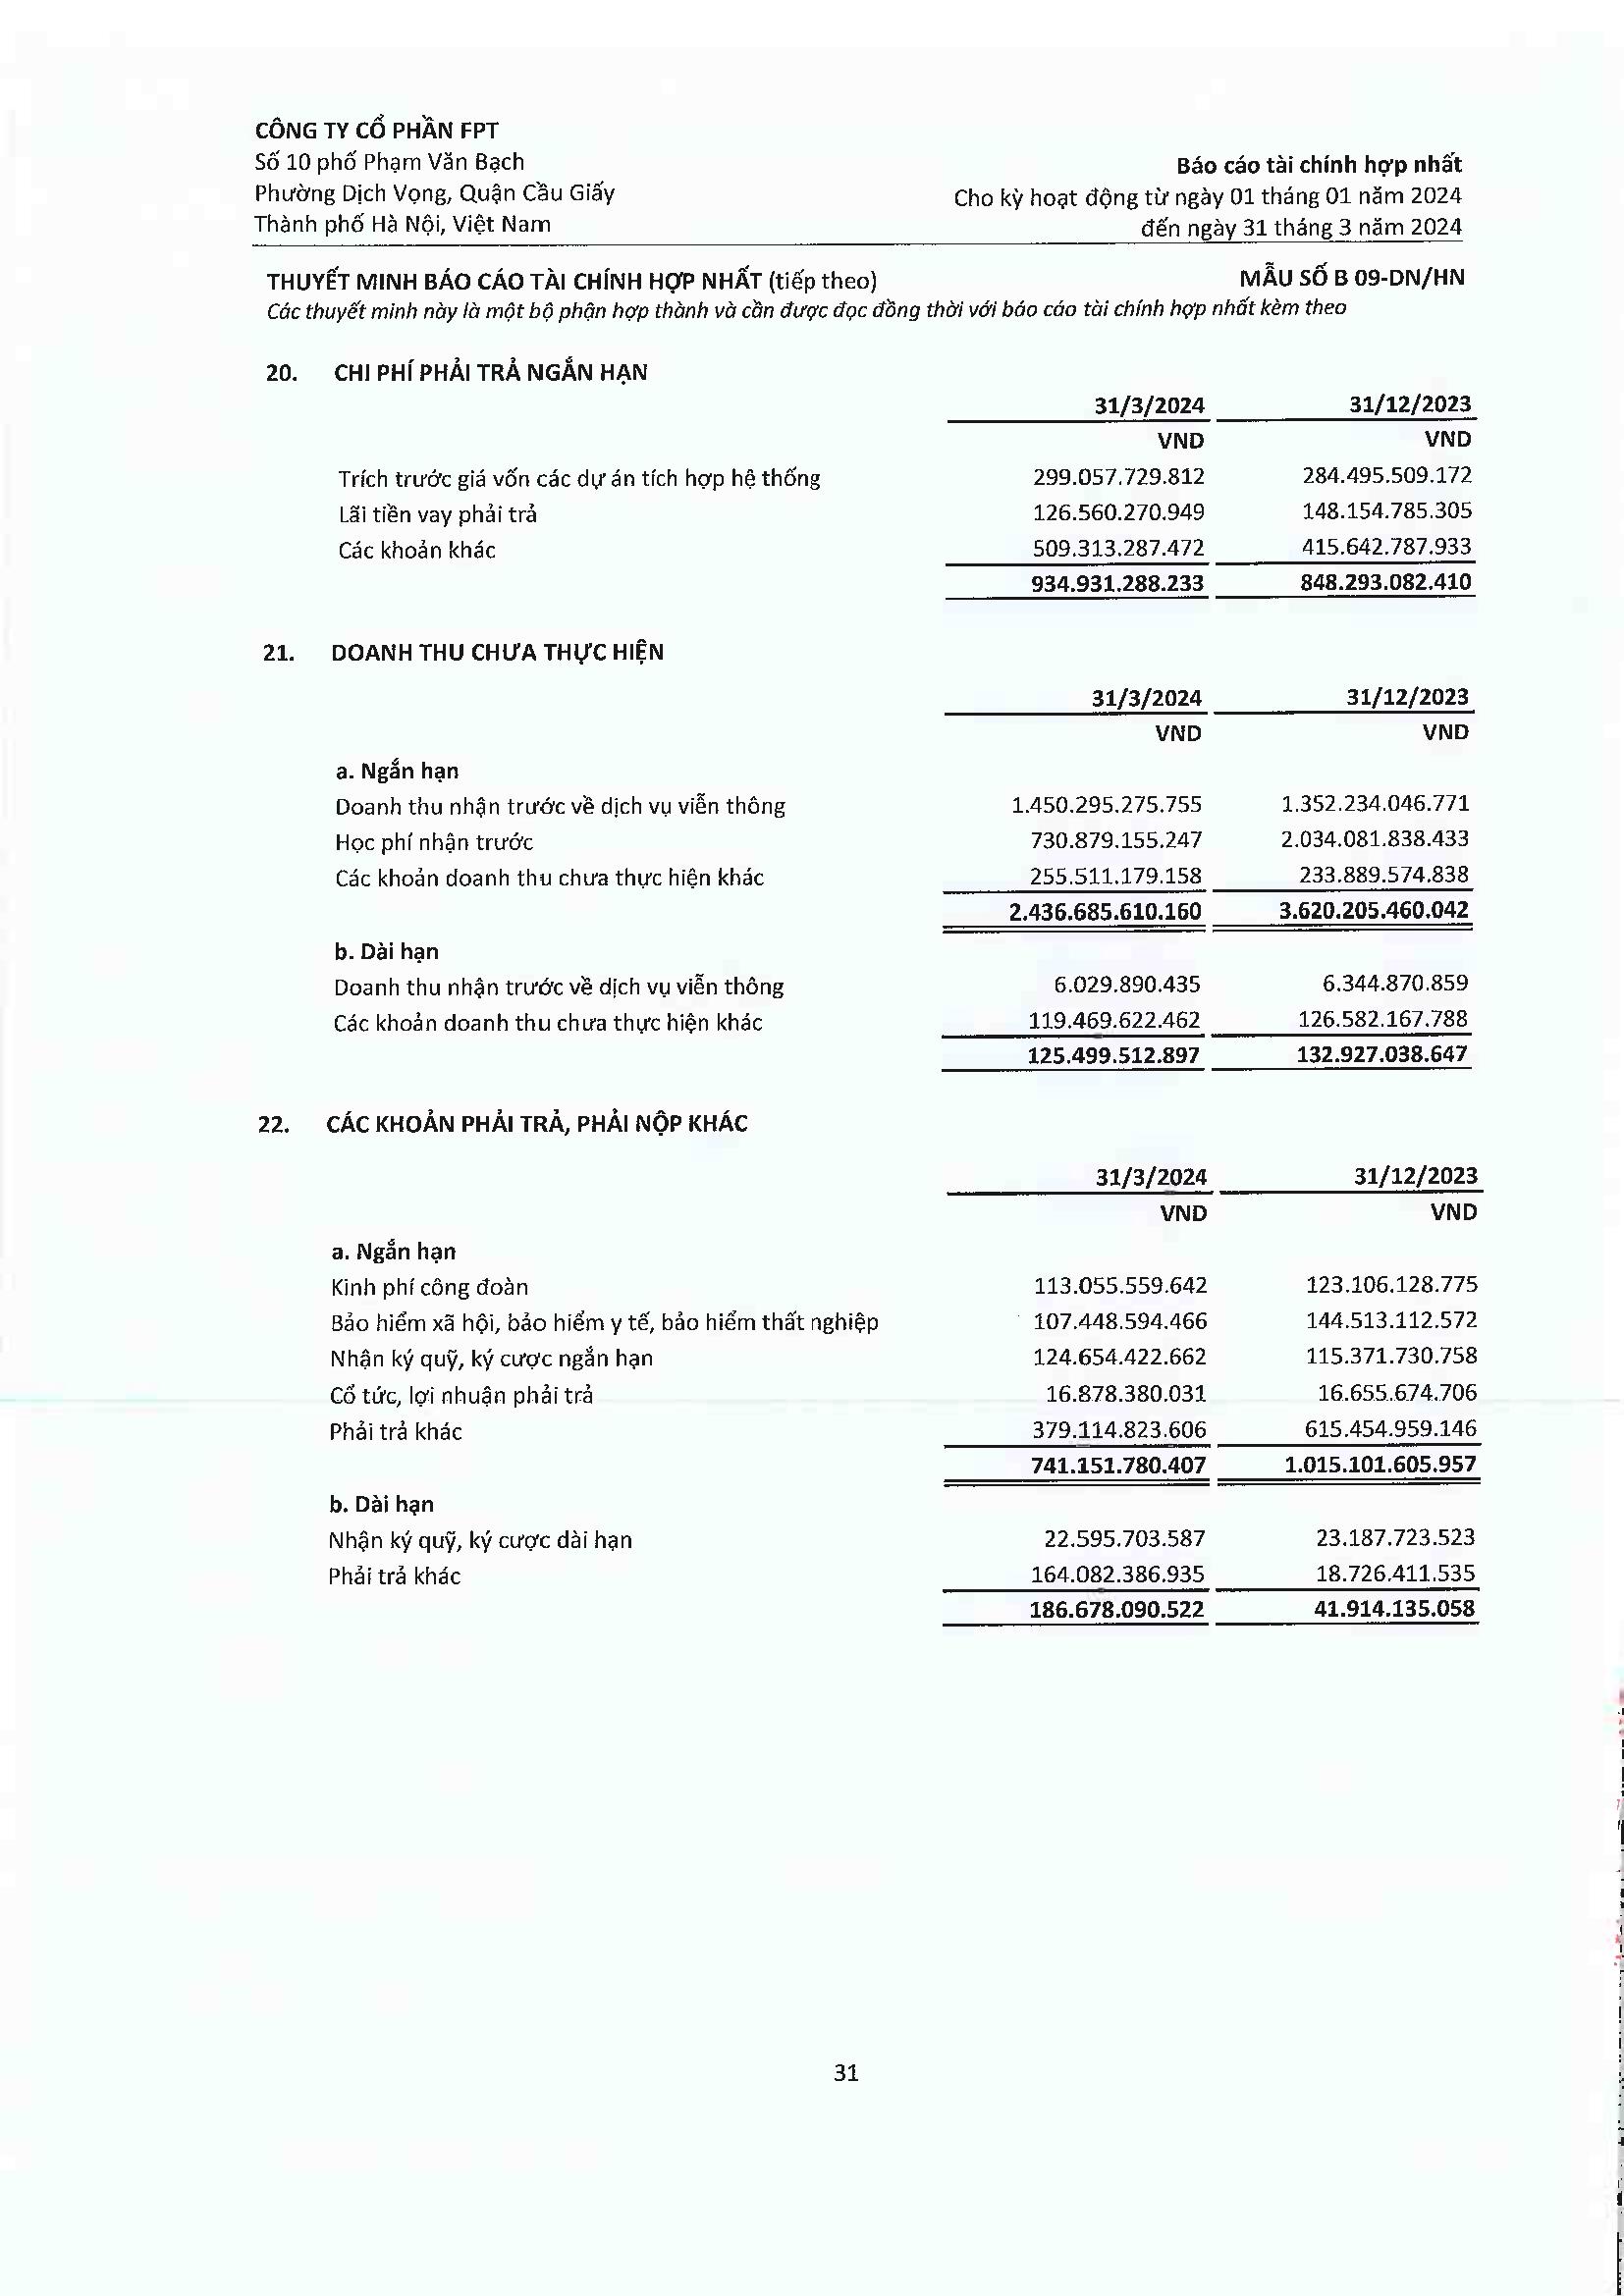 CÔNG TY CỔ PHẦN FPT
Số 10 phố Phạm Văn Bạch
Phường Dịch Vọng, Quận Cầu Giấy
Thành phố Hà Nội, Việt Nam
Báo cáo tài chính hợp nhất
Cho kỳ hoạt động từ ngày 01 tháng 01 năm 2024
đến ngày 31 tháng 3 năm 2024
THUYẾT MINH BÁO CÁO TÀI CHÍNH HỢP NHẤT (tiếp theo) MẪU SỐ B 09-DN/HN
Các thuyết minh này là một bộ phận hợp thành và cần được đọc đồng thời với báo cáo tài chính hợp nhất kèm theo
20. CHI PHÍ PHẢI TRẢ NGẮN HẠN
31/3/2024 31/12/2023
VND VND
Trích trước giá vốn các dự án tích hợp hệ thống 299.057.729.812 284.495.509.172
Lãi tiền vay phải trả 126.560.270.949 148.154.785.305
Các khoản khác 509.313.287.472 415.642.787.933
934.931.288.233 848.293.082.410
21. DOANH THU CHƯA THỰC HIỆN
31/3/2024 31/12/2023
VND VND
a. Ngắn hạn
Doanh thu nhận trước về dịch vụ viễn thông 1.450.295.275.755 1.352.234.046.771
Học phí nhận trước 730.879.155.247 2.034.081.838.433
Các khoản doanh thu chưa thực hiện khác 255.511.179.158 233.889.574.838
2.436.685.610.160 3.620.205.460.042
b. Dài hạn
Doanh thu nhận trước về dịch vụ viễn thông 6.029.890.435 6.344.870.859
Các khoản doanh thu chưa thực hiện khác 119.469.622.462 126.582.167.788
125.499.512.897 132.927.038.647
22. CÁC KHOẢN PHẢI TRẢ, PHẢI NỘP KHÁC
31/3/2024 31/12/2023
VND VND
a. Ngắn hạn
Kinh phí công đoàn 113.055.559.642 123.106.128.775
Bảo hiểm xã hội, bảo hiểm y tế, bảo hiểm thất nghiệp 107.448.594.466 144.513.112.572
Nhận ký quỹ, ký cược ngắn hạn 124.654.422.662 115.371.730.758
Cổ tức, lợi nhuận phải trả 16.878.380.031 16.655.674.706
Phải trả khác 379.114.823.606 615.454.959.146
741.151.780.407 1.015.101.605.957
b. Dài hạn
Nhận ký quỹ, ký cược dài hạn 22.595.703.587 23.187.723.523
Phải trả khác 164.082.386.935 18.726.411.535
186.678.090.522 41.914.135.058
31